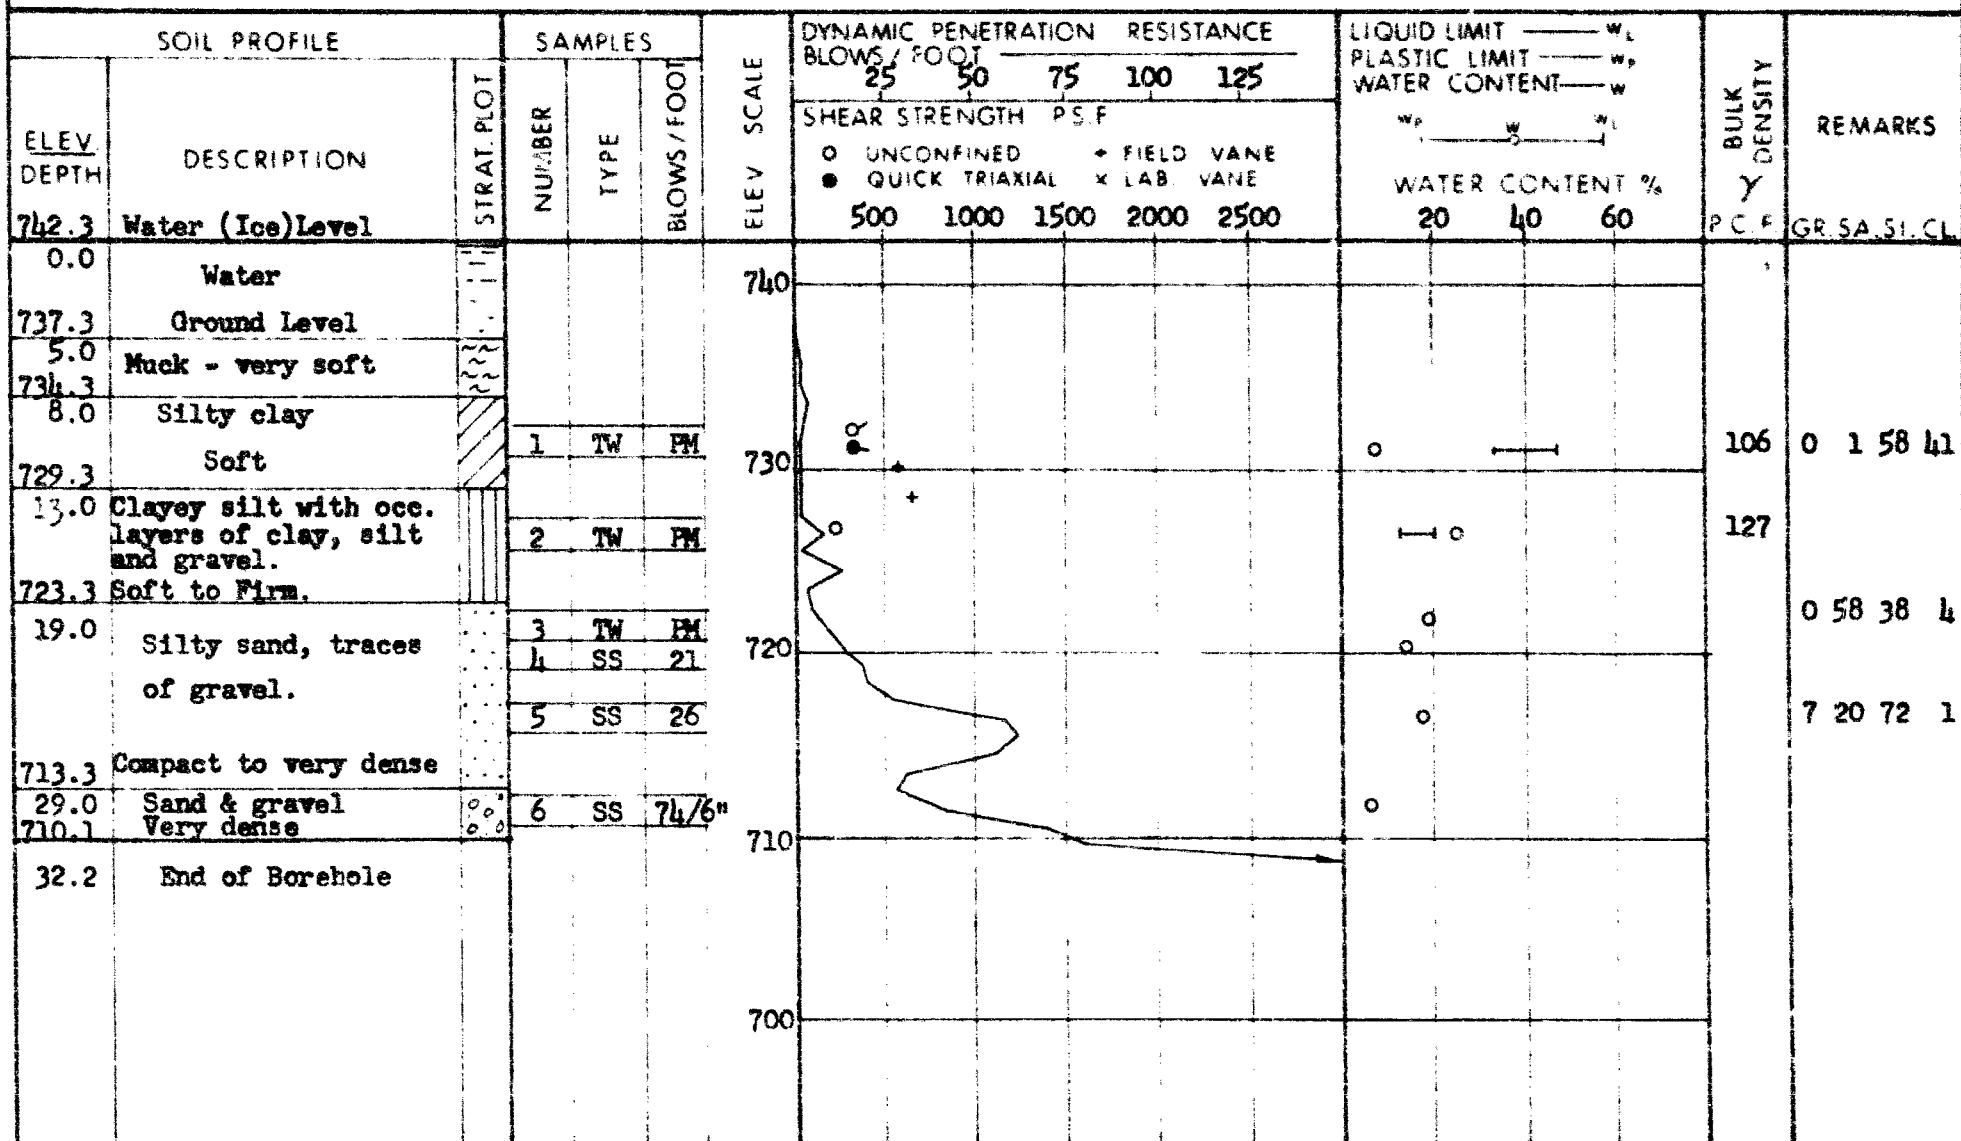 SOIL PROFILE
SAMPLES
ELEV
DEPTH
DESCRIPTION
STRAT. PLOT
NUMBER
TYPE
BLOWS / FOOT
ELEV SCALE
DYNAMIC PENETRATION RESISTANCE
BLOWS / FOOT
25 50 75 100 125
SHEAR STRENGTH P.S.F
o UNCONFINED + FIELD VANE
● QUICK TRIAXIAL x LAB. VANE
500 1000 1500 2000 2500
LIQUID LIMIT —— wL
PLASTIC LIMIT —— wP
WATER CONTENT —— w
wP w wL
WATER CONTENT %
20 40 60
BULK DENSITY
γ
P.C.F
REMARKS
GR. SA. SI. CL.
742.3 Water (Ice)Level
0.0
Water
740
737.3 Ground Level
5.0
Muck - very soft
734.3
8.0 Silty clay
1 TW PM
106 0 1 58 41
Soft
730
729.3
13.0 Clayey silt with occ.
layers of clay, silt
2 TW PM
127
and gravel.
723.3 Soft to Firm.
0 58 38 4
19.0
3 TW PM
Silty sand, traces
720
4 SS 21
of gravel.
5 SS 26
7 20 72 1
Compact to very dense
713.3
29.0 Sand & gravel
6 SS 74/6"
710.1 Very dense
710
32.2 End of Borehole
700